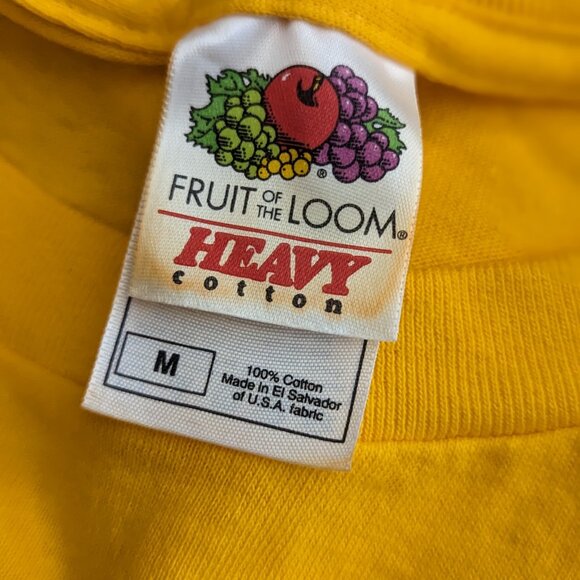 ®
FRUIT OF THE LOOM®
HEAVY
cotton
M
100% Cotton
Made in El Salvador
of U.S.A. fabric